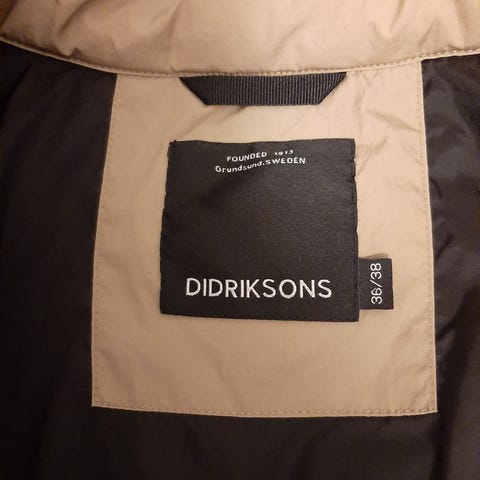 FOUNDED 1913
Grundsund.SWEDEN
DIDRIKSONS
36/38